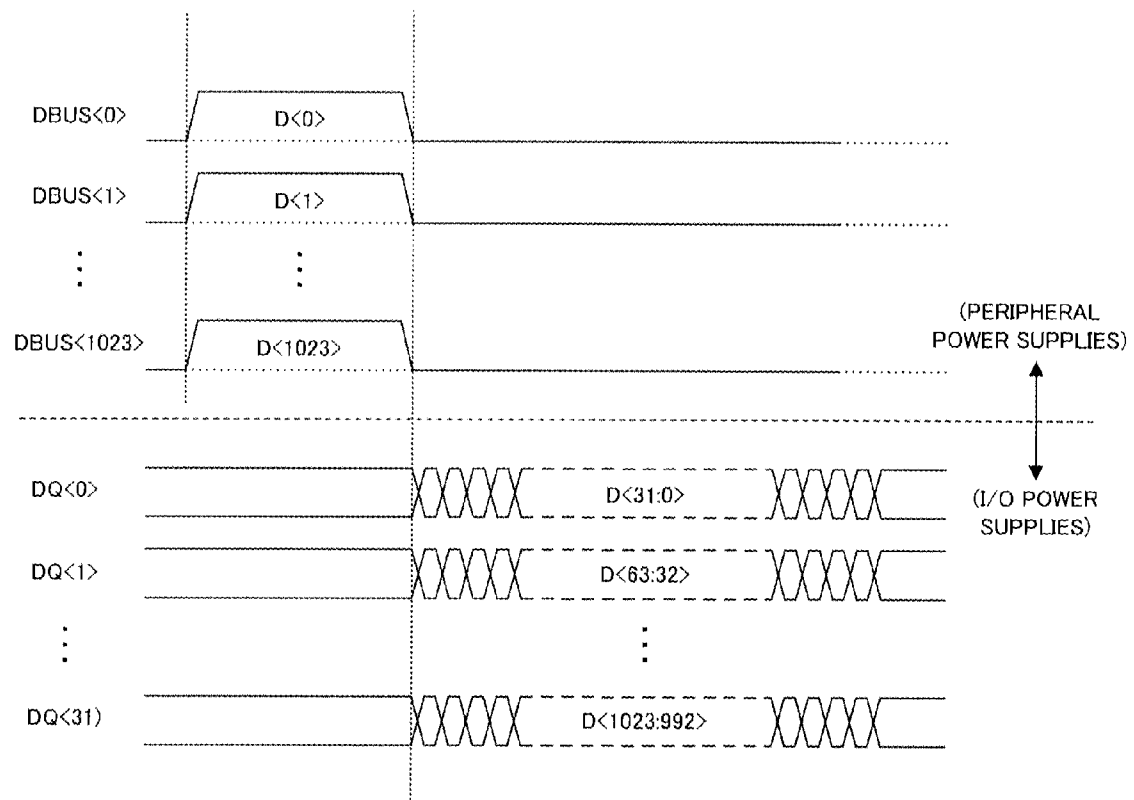 DBUS<0>
D<0>
DBUS<1>
D<1>
DBUS<1023>
D<1023>
(PERIPHERAL
POWER SUPPLIES)
DQ<0>
D<31:0>
(I/O POWER
SUPPLIES)
DQ<1>
D<63:32>
DQ<31)
D<1023:992>